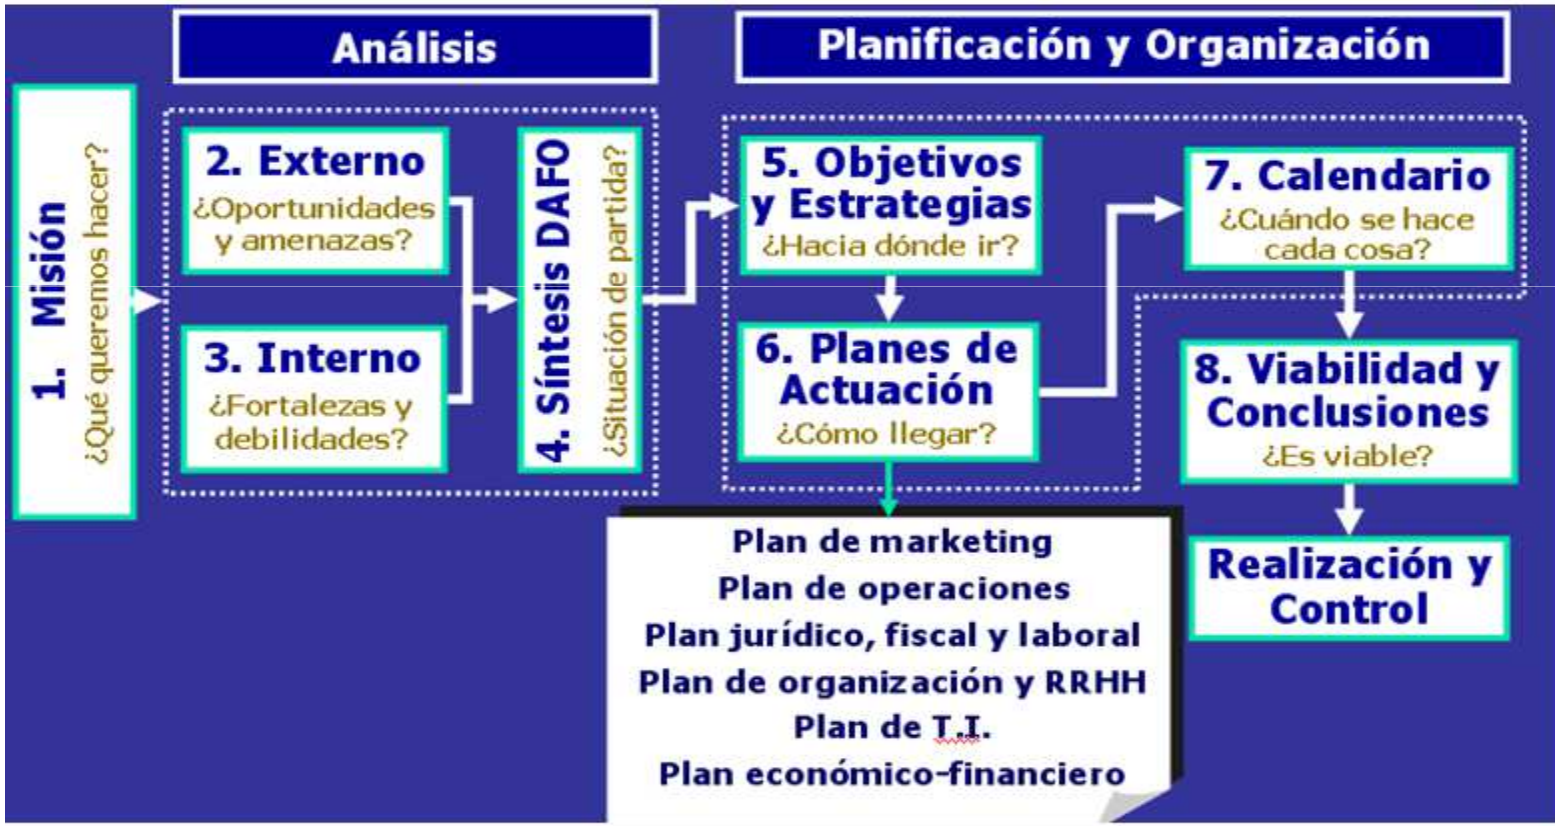 Análisis
Planificación y Organización
1. Misión
¿Qué queremos hacer?
2. Externo
¿Oportunidades
y amenazas?
3. Interno
¿Fortalezas y
debilidades?
4. Síntesis DAFO
¿Situación de partida?
5. Objetivos
y Estrategias
¿Hacia dónde ir?
6. Planes de
Actuación
¿Cómo llegar?
7. Calendario
¿Cuándo se hace
cada cosa?
8. Viabilidad y
Conclusiones
¿Es viable?
Realización y
Control
Plan de marketing
Plan de operaciones
Plan jurídico, fiscal y laboral
Plan de organización y RRHH
Plan de T.I.
Plan económico-financiero